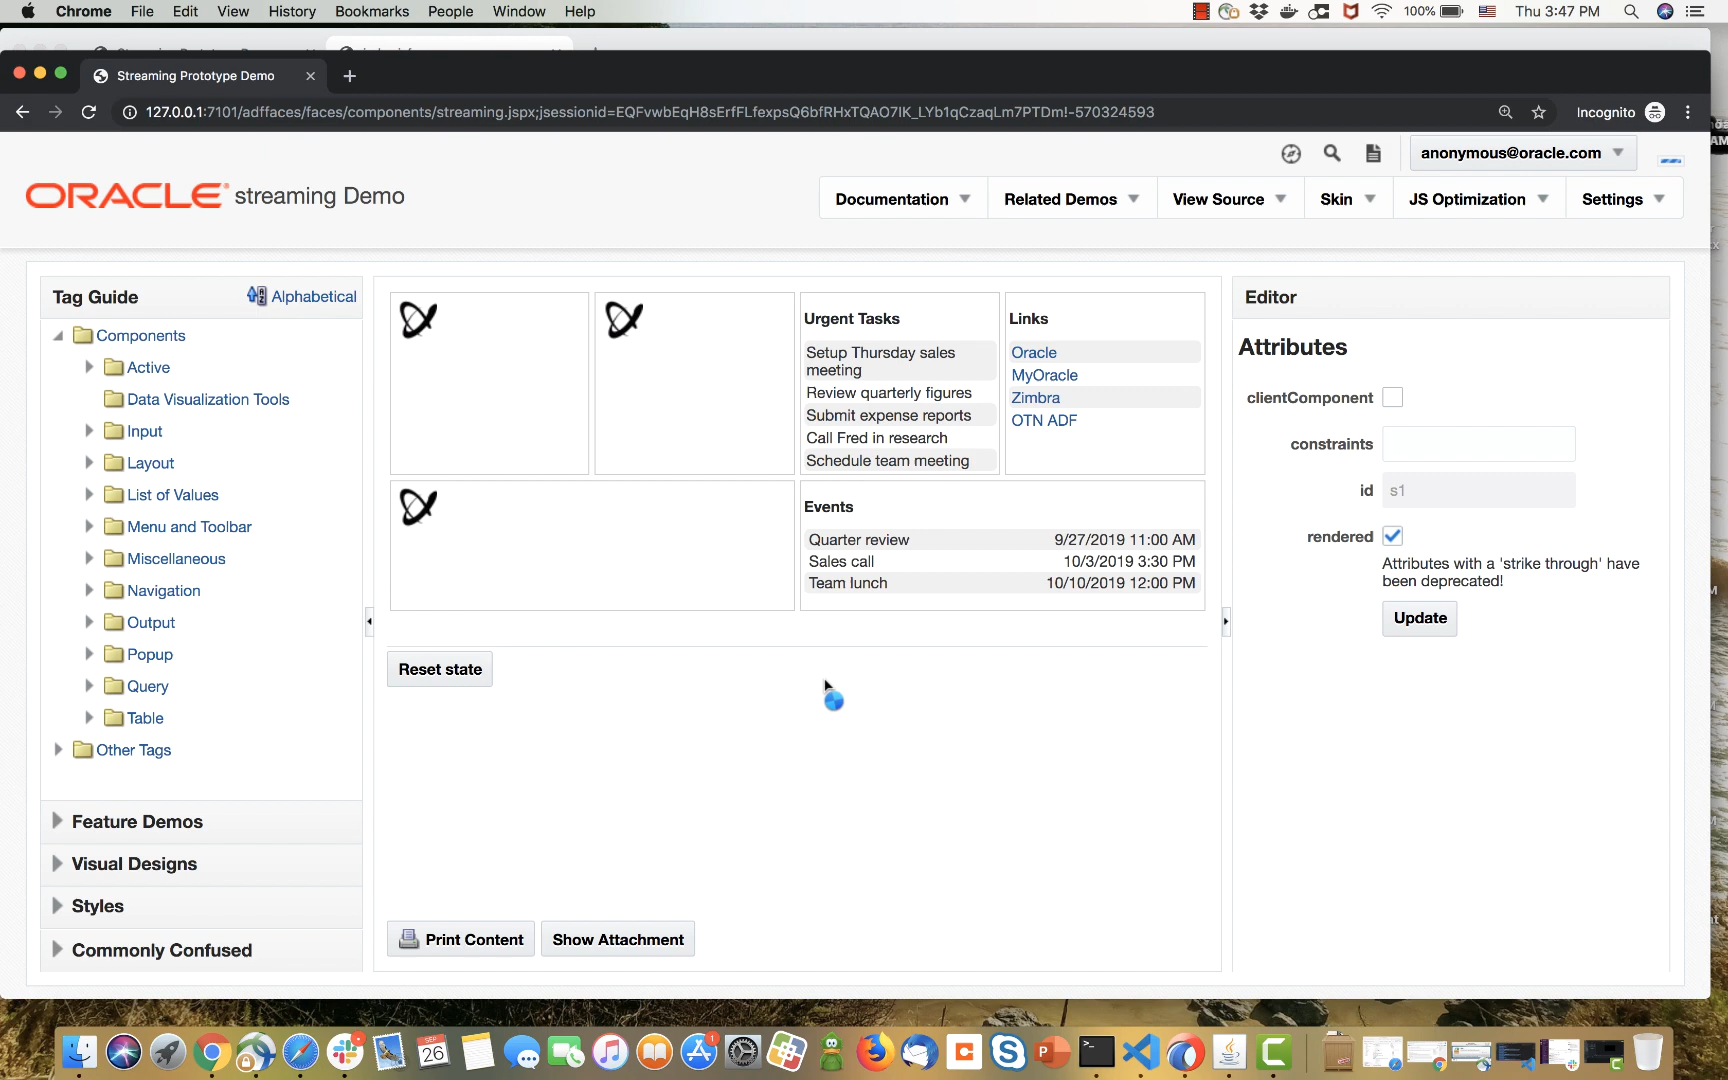 Chrome File Edit View History Bookmarks People Window Help 100% Thu 3:47 PM
Streaming Prototype Demo
127.0.0.1:7101/adffaces/faces/components/streaming.jspx;jsessionid=EQFvwbEqH8sErfFLfexpsQ6bfRHxTQAO7IK_LYb1qCzaqLm7PTDm!-570324593 Incognito
anonymous@oracle.com
ORACLE streaming Demo
Documentation Related Demos View Source Skin JS Optimization Settings
Tag Guide Alphabetical
Components
Active
Data Visualization Tools
Input
Layout
List of Values
Menu and Toolbar
Miscellaneous
Navigation
Output
Popup
Query
Table
Other Tags
Feature Demos
Visual Designs
Styles
Commonly Confused
Urgent Tasks
Setup Thursday sales
meeting
Review quarterly figures
Submit expense reports
Call Fred in research
Schedule team meeting
Links
Oracle
MyOracle
Zimbra
OTN ADF
Events
Quarter review 9/27/2019 11:00 AM
Sales call 10/3/2019 3:30 PM
Team lunch 10/10/2019 12:00 PM
Reset state
Print Content Show Attachment
Editor
Attributes
clientComponent
constraints
id s1
rendered
Attributes with a 'strike through' have
been deprecated!
Update
SEP
26
1